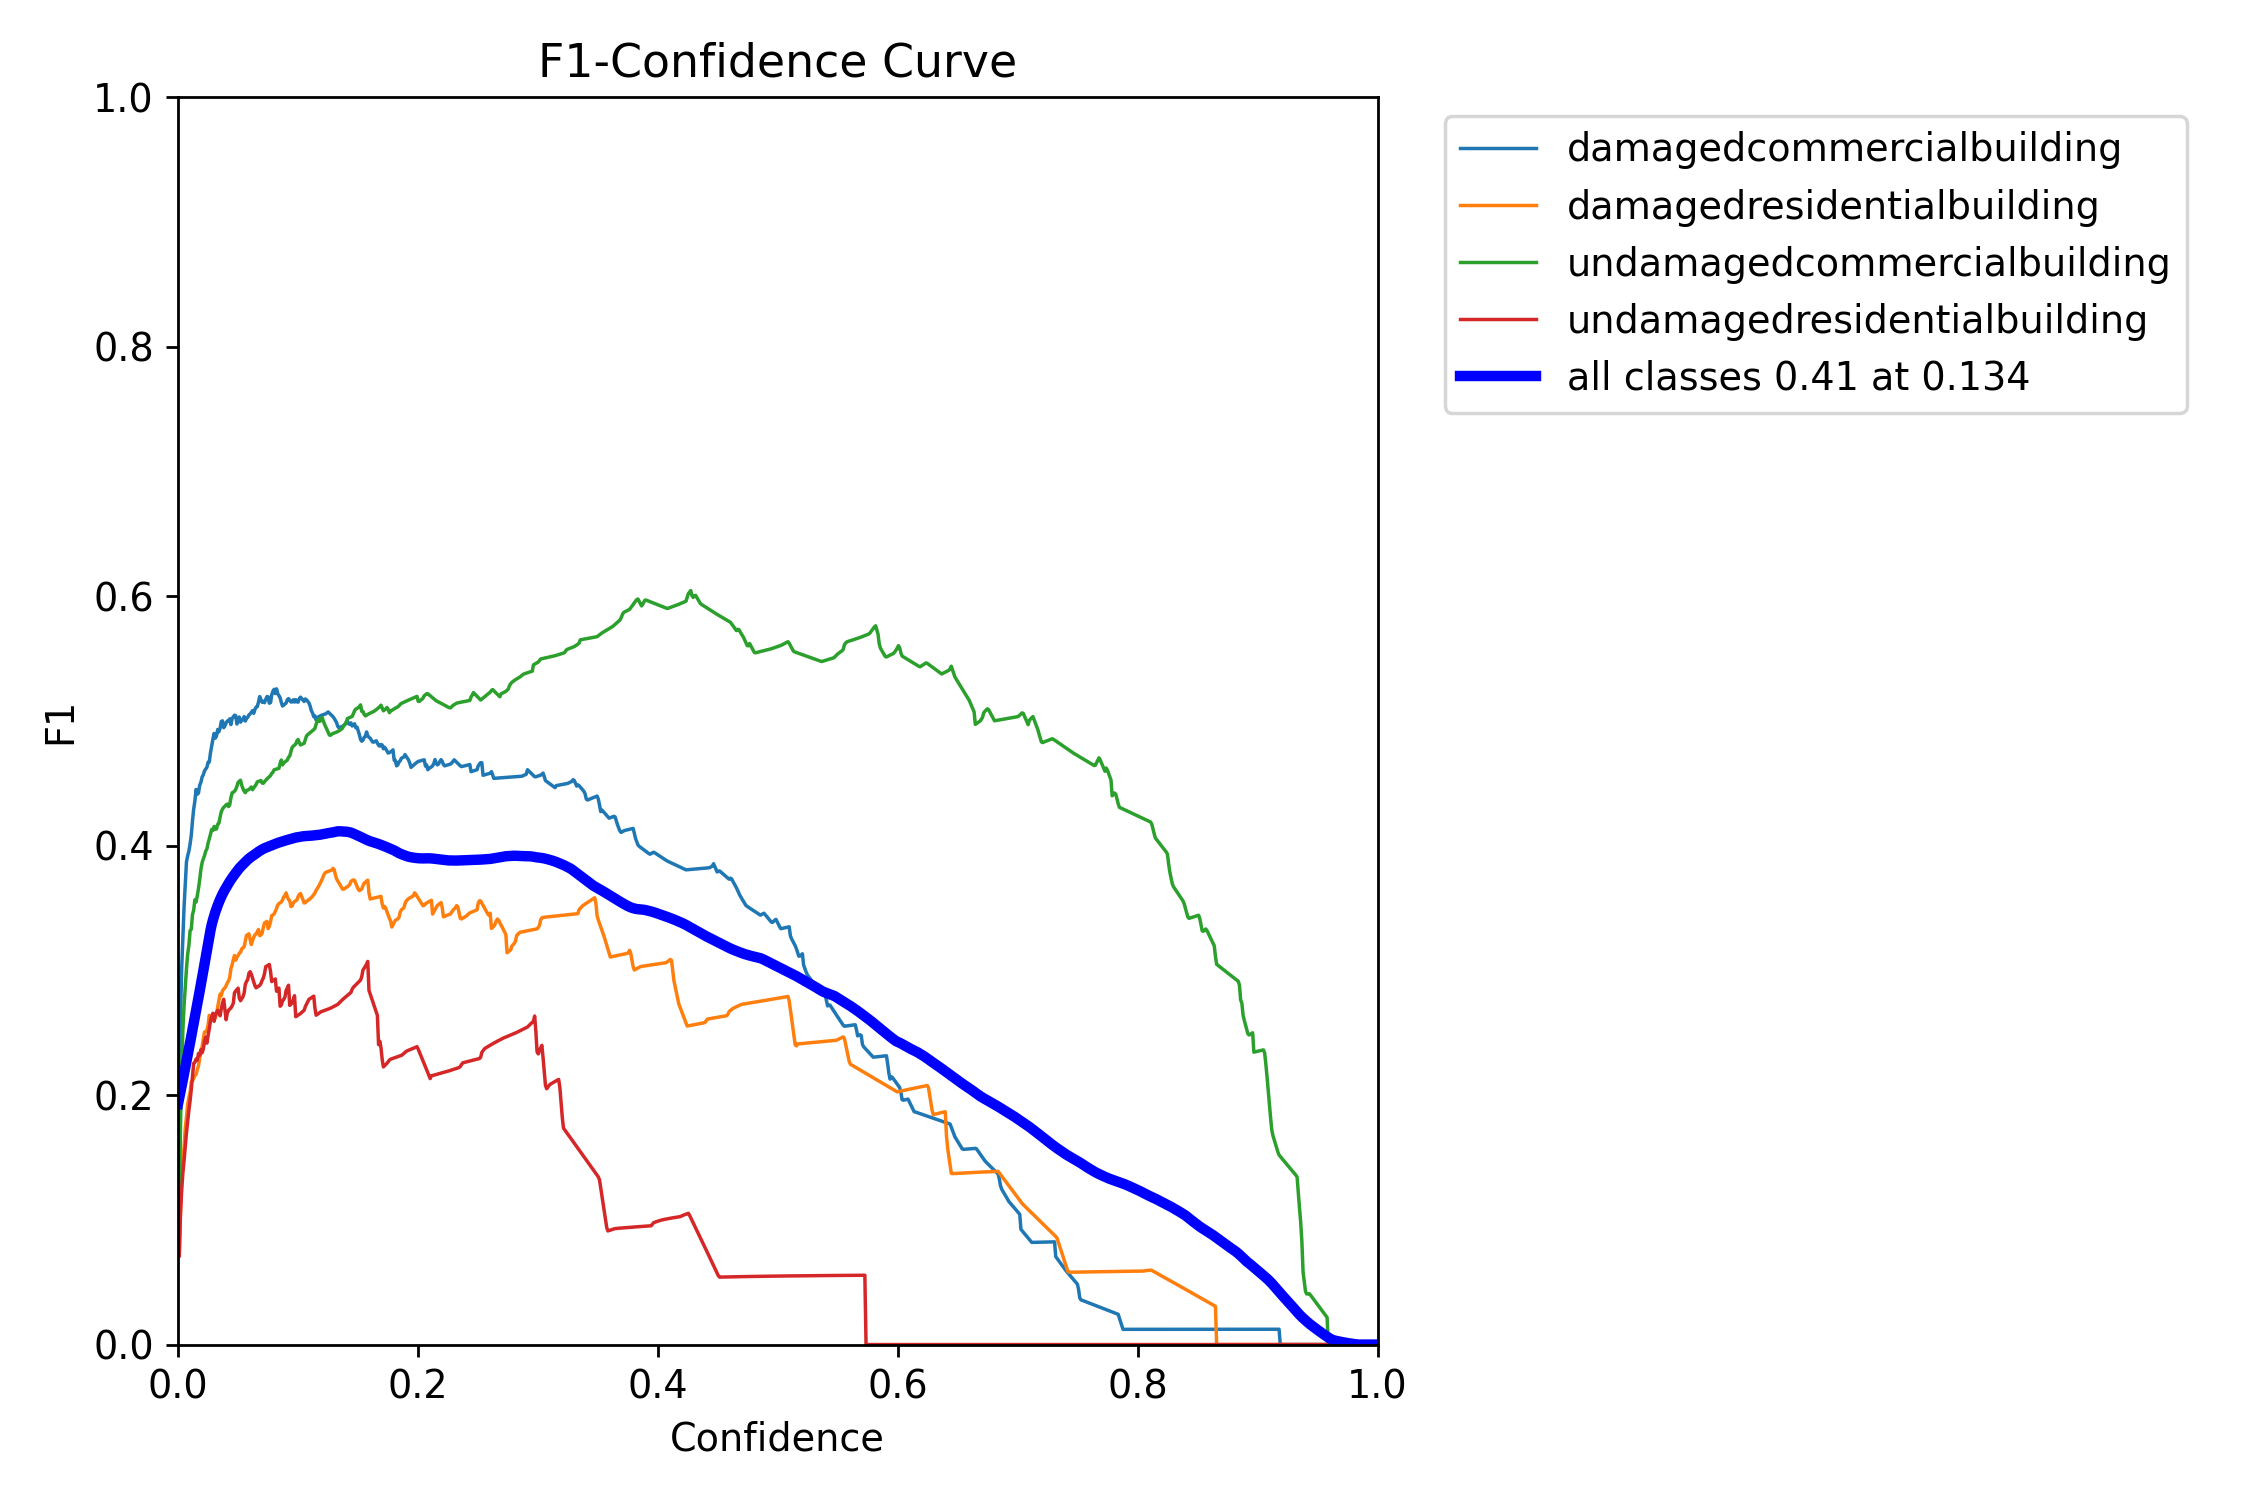 F1-Confidence Curve
1.0
0.8
0.6
0.4
0.2
0.0
F1
0.0 0.2 0.4 0.6 0.8 1.0
Confidence
damagedcommercialbuilding
damagedresidentialbuilding
undamagedcommercialbuilding
undamagedresidentialbuilding
all classes 0.41 at 0.134